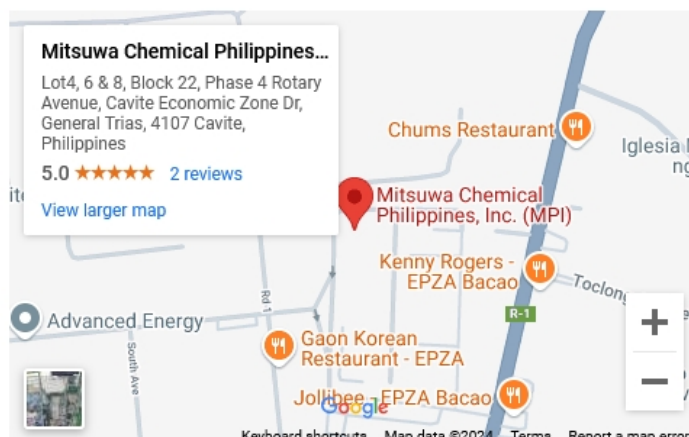 Mitsuwa Chemical Philippines...
Lot4, 6 & 8, Block 22, Phase 4 Rotary
Avenue, Cavite Economic Zone Dr,
General Trias, 4107 Cavite,
Philippines
5.0 2 reviews
View larger map
Chums Restaurant
Iglesia
Mitsuwa Chemical
Philippines, Inc. (MPI)
Kenny Rogers -
EPZA Bacao
Toclong
R-1
Rd 1
Advanced Energy
South Ave
Gaon Korean
Restaurant - EPZA
Jollibee - EPZA Bacao
Google
+
−
Keyboard shortcuts Map data ©2024 Terms Report a map error